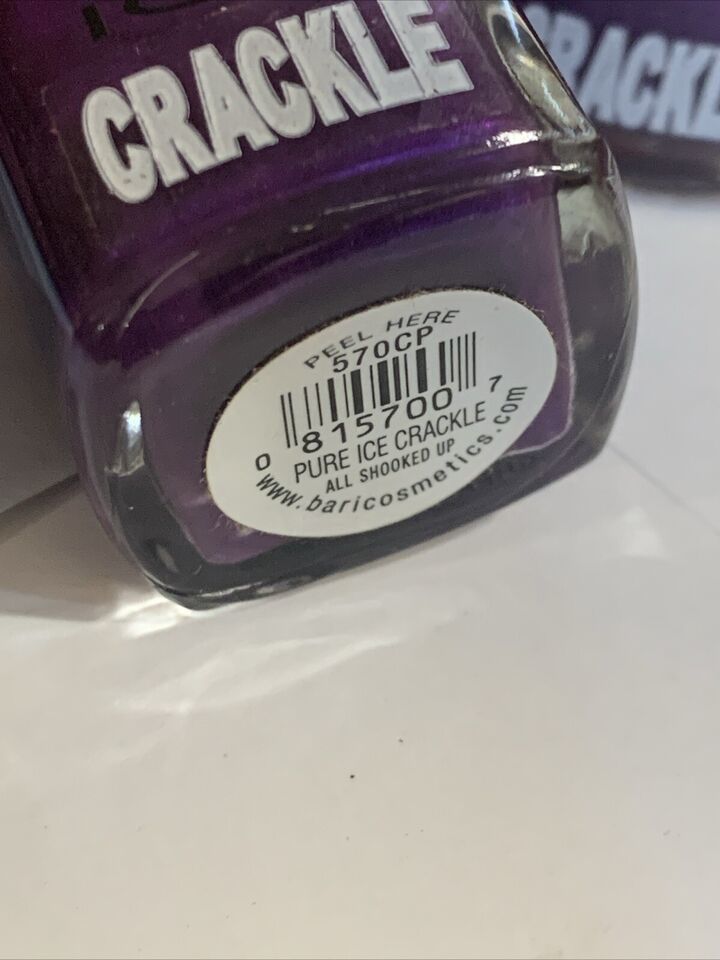 CRACKLE
PEEL HERE
570CP
0 815700 7
PURE ICE CRACKLE
ALL SHOOKED UP
www.baricosmetics.com